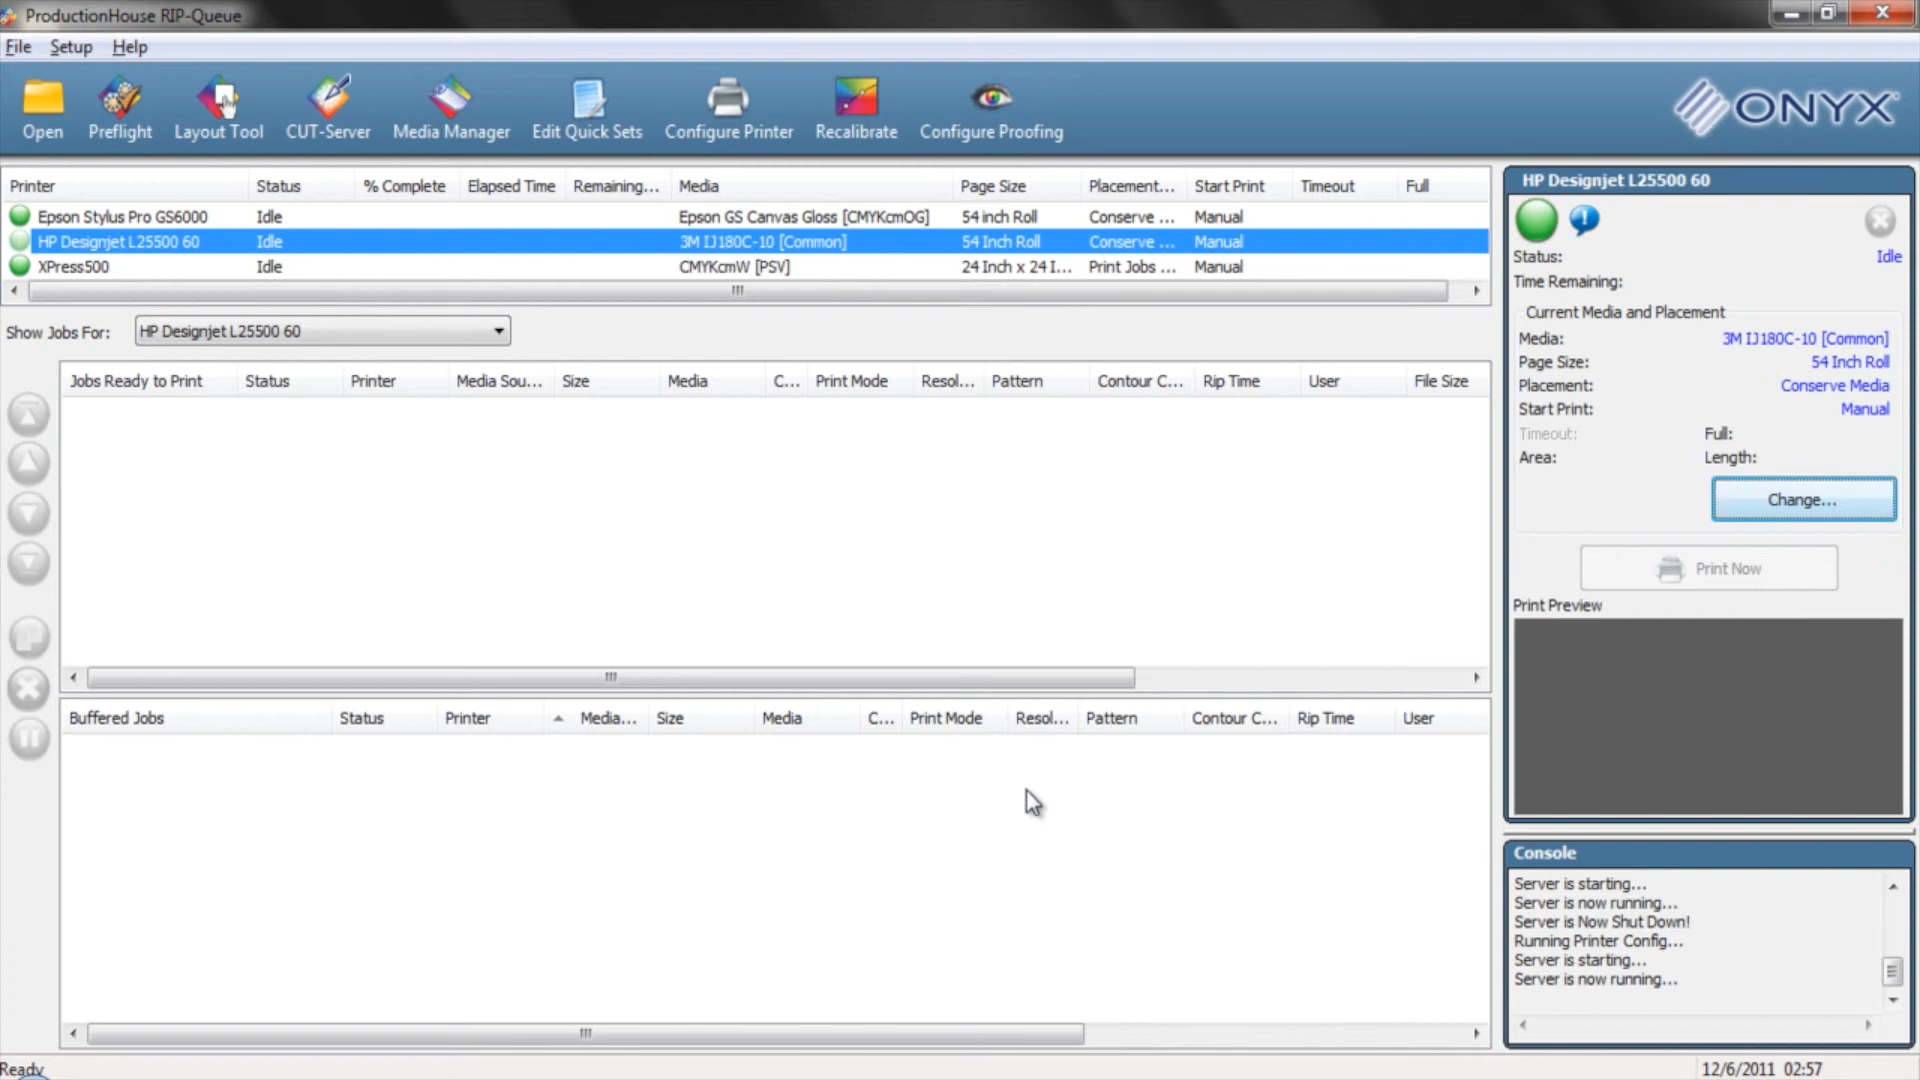 ProductionHouse RIP-Queue
File Setup Help
Open Preflight Layout Tool CUT-Server Media Manager Edit Quick Sets Configure Printer Recalibrate Configure Proofing
ONYX
Printer Status % Complete Elapsed Time Remaining... Media Page Size Placement... Start Print Timeout Full
Epson Stylus Pro GS6000 Idle Epson GS Canvas Gloss [CMYKcmOG] 54 inch Roll Conserve ... Manual
HP Designjet L25500 60 Idle 3M IJ180C-10 [Common] 54 Inch Roll Conserve ... Manual
XPress500 Idle CMYKcmW [PSV] 24 Inch x 24 I... Print Jobs ... Manual
Show Jobs For: HP Designjet L25500 60
Jobs Ready to Print Status Printer Media Sou... Size Media C... Print Mode Resol... Pattern Contour C... Rip Time User File Size
Buffered Jobs Status Printer Media... Size Media C... Print Mode Resol... Pattern Contour C... Rip Time User
HP Designjet L25500 60
Status: Idle
Time Remaining:
Current Media and Placement
Media: 3M IJ180C-10 [Common]
Page Size: 54 Inch Roll
Placement: Conserve Media
Start Print: Manual
Timeout: Full:
Area: Length:
Change...
Print Now
Print Preview
Console
Server is starting...
Server is now running...
Server is Now Shut Down!
Running Printer Config...
Server is starting...
Server is now running...
Ready 12/6/2011 02:57